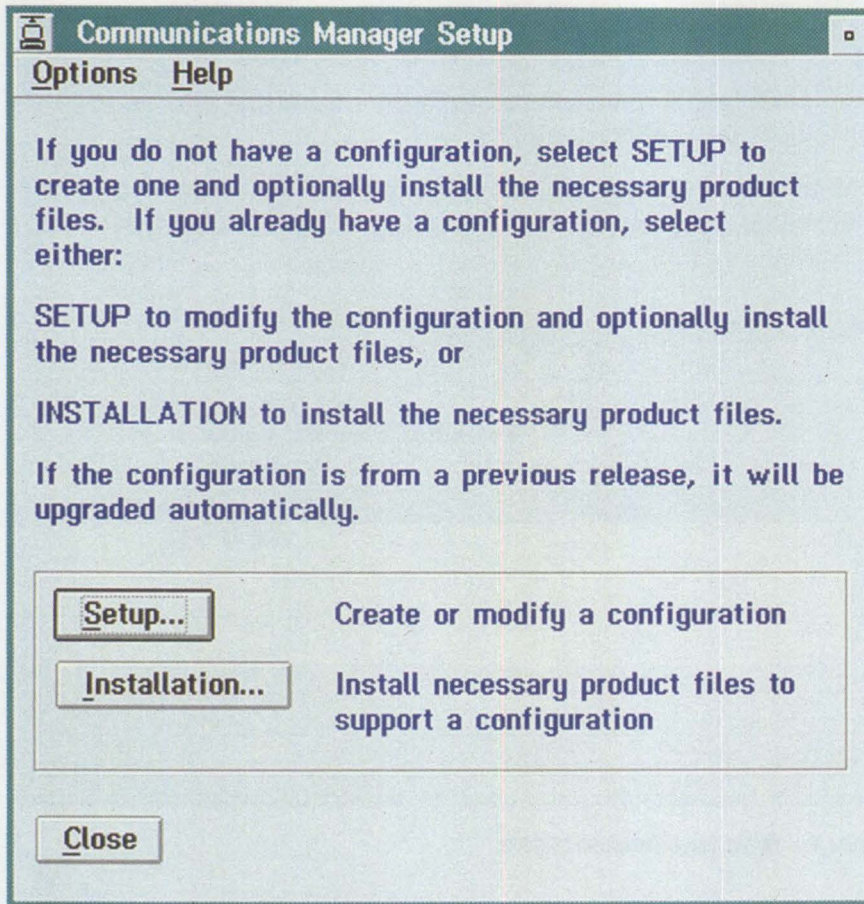 Communications Manager Setup
Options Help
If you do not have a configuration, select SETUP to
create one and optionally install the necessary product
files. If you already have a configuration, select
either:
SETUP to modify the configuration and optionally install
the necessary product files, or
INSTALLATION to install the necessary product files.
If the configuration is from a previous release, it will be
upgraded automatically.
Setup... Create or modify a configuration
Installation... Install necessary product files to
support a configuration
Close